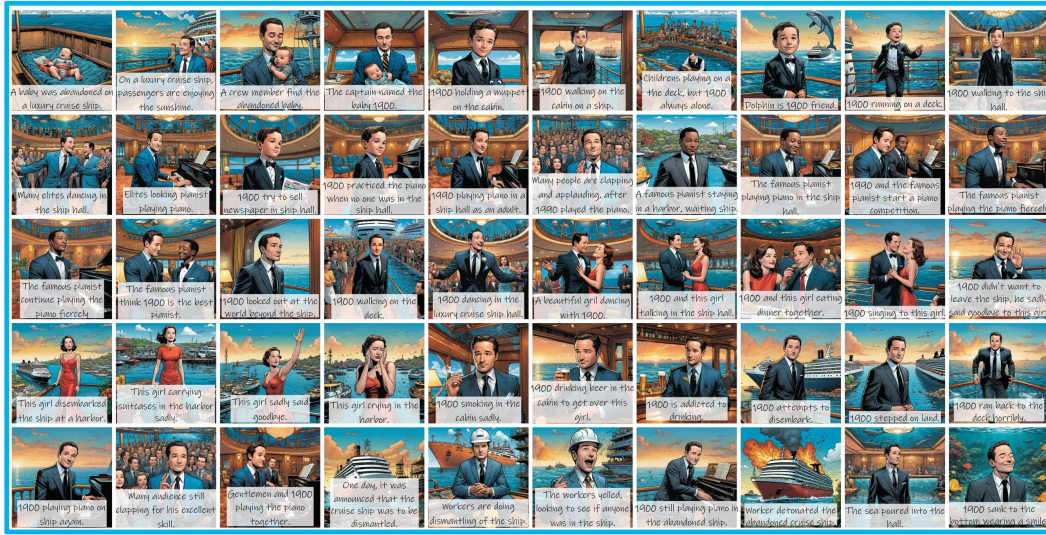 A baby was abandoned on
a luxury cruise ship.
On a luxury cruise ship,
passengers are enjoying
the sunshine.
A crew member find the
abandoned baby.
The captain named the
baby 1900.
1900 holding a muppet
on the cabin.
1900 walking on the
cabin on a ship.
Childrens playing on a
the deck, but 1900
always alone.
Dolphin is 1900 friend.
1900 running on a deck.
1900 walking to the ship
hall.
Many elites dancing in
the ship hall.
Elites looking pianist
playing piano.
1900 try to sell
newspaper in ship hall.
1900 practiced the piano
when no one was in the
ship hall.
1990 playing piano in a
ship hall as an adult.
Many people are clapping
and applauding, after
1990 played the piano.
A famous pianist staying
in a harbor, waiting ship.
The famous pianist
playing piano in the ship
hall.
1990 and the famous
pianist start a piano
competition.
The famous pianist
playing the piano fiercely
The famous pianist
continue playing the
piano fiercely
The famous pianist
think 1900 is the best
pianist.
1900 looked out at the
world beyond the ship.
1900 walking on the
deck.
1900 dancing in the
luxury cruise ship hall.
A beautiful gril dancing
with 1900.
1900 and this girl
talking in the ship hall.
1900 and this girl eating
dinner together.
1900 singing to this girl.
1900 didn't want to
leave the ship, he sadly
said goodbye to this girl
This girl disembarked
the ship at a harbor.
This girl carrying
suitcases in the harbor
sadly.
This girl sadly said
goodbye.
This girl crying in the
harbor.
1900 smoking in the
cabin sadly.
1900 drinking beer in the
cabin to get over this
girl.
1900 is addicted to
drinking.
1900 attempts to
disembark.
1900 stepped on land.
1900 ran back to the
deck horribly.
1900 playing piano on
ship again.
Many audience still
clapping for his excellent
skill.
Gentlemen and 1900
playing the piano
together.
One day, it was
announced that the
cruise ship was to be
dismantled.
Workers are doing
dismantling of the ship.
The workers yelled,
looking to see if anyone
was in the ship.
1900 still playing piano in
the abandoned ship.
Worker detonated the
abandoned cruise ship.
The sea poured into the
hall.
1900 sank to the
bottom wearing a smile